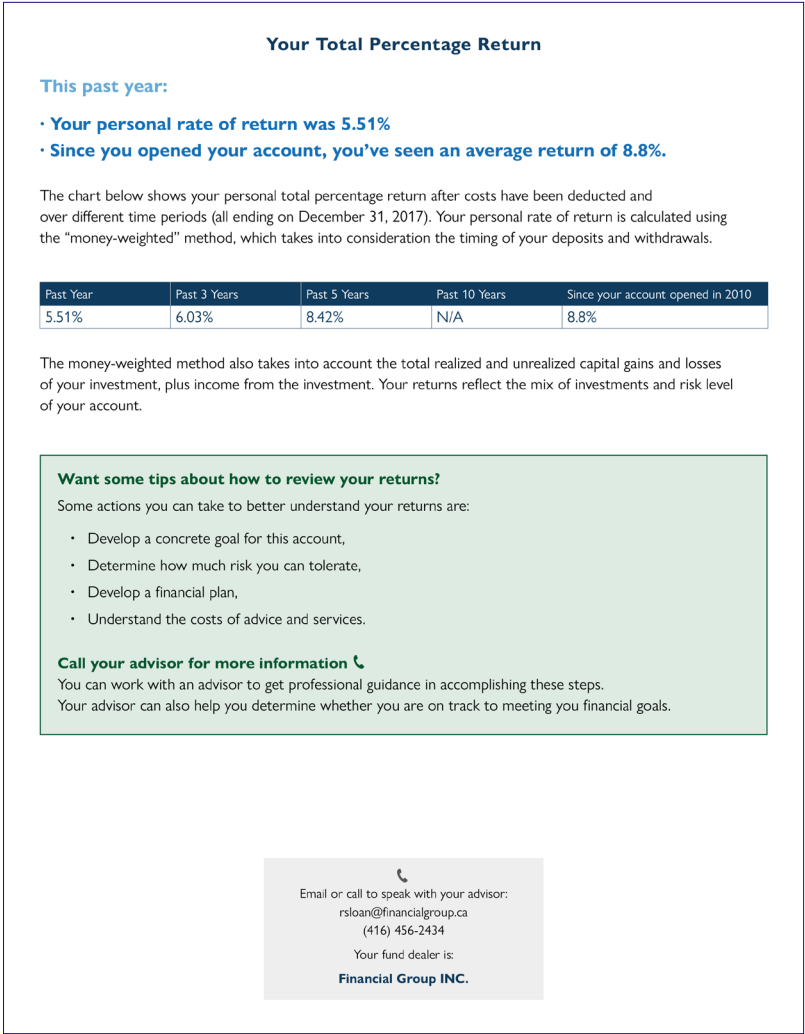 Your Total Percentage Return
This past year:
· Your personal rate of return was 5.51%
· Since you opened your account, you’ve seen an average return of 8.8%.
The chart below shows your personal total percentage return after costs have been deducted and
over different time periods (all ending on December 31, 2017). Your personal rate of return is calculated using
the “money-weighted” method, which takes into consideration the timing of your deposits and withdrawals.
Past Year Past 3 Years Past 5 Years Past 10 Years Since your account opened in 2010
5.51% 6.03% 8.42% N/A 8.8%
The money-weighted method also takes into account the total realized and unrealized capital gains and losses
of your investment, plus income from the investment. Your returns reflect the mix of investments and risk level
of your account.
Want some tips about how to review your returns?
Some actions you can take to better understand your returns are:
• Develop a concrete goal for this account,
• Determine how much risk you can tolerate,
• Develop a financial plan,
• Understand the costs of advice and services.
Call your advisor for more information
You can work with an advisor to get professional guidance in accomplishing these steps.
Your advisor can also help you determine whether you are on track to meeting you financial goals.
Email or call to speak with your advisor:
rsloan@financialgroup.ca
(416) 456-2434
Your fund dealer is:
Financial Group INC.